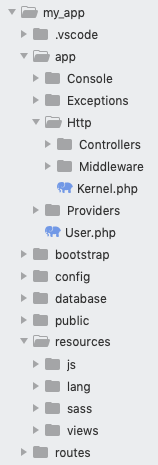 my_app
.vscode
app
Console
Exceptions
Http
Controllers
Middleware
Kernel.php
Providers
User.php
bootstrap
config
database
public
resources
js
lang
sass
views
routes